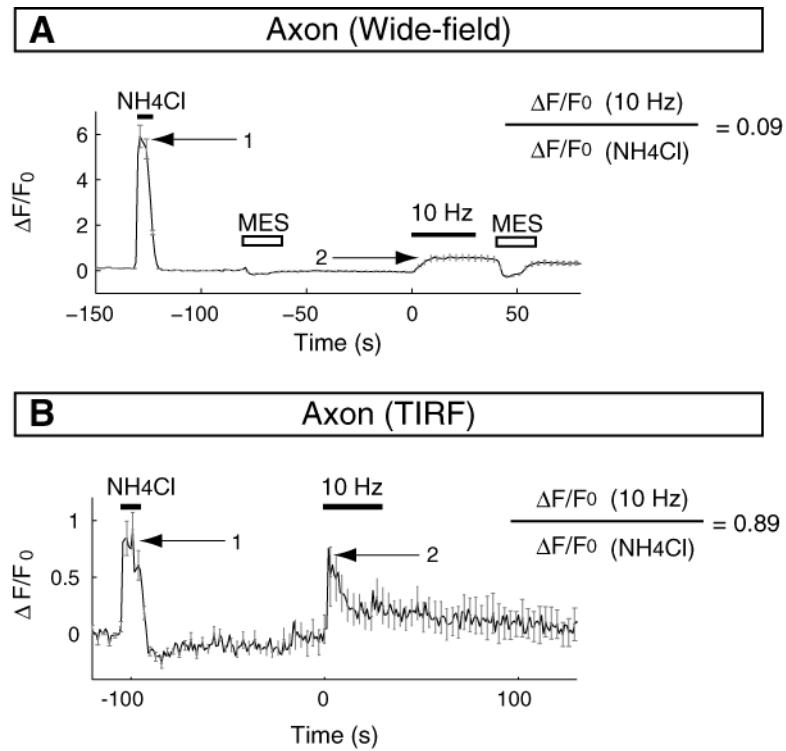 A Axon (Wide-field)
NH4Cl
ΔF/F0 (10 Hz)
ΔF/F0 (NH4Cl)
= 0.09
6
4
2
0
ΔF/F0
1
MES
10 Hz
MES
2
−150 −100 −50 0 50
Time (s)
B Axon (TIRF)
NH4Cl
10 Hz
ΔF/F0 (10 Hz)
ΔF/F0 (NH4Cl)
= 0.89
1
0.5
0
Δ F/F0
1
2
-100 0 100
Time (s)